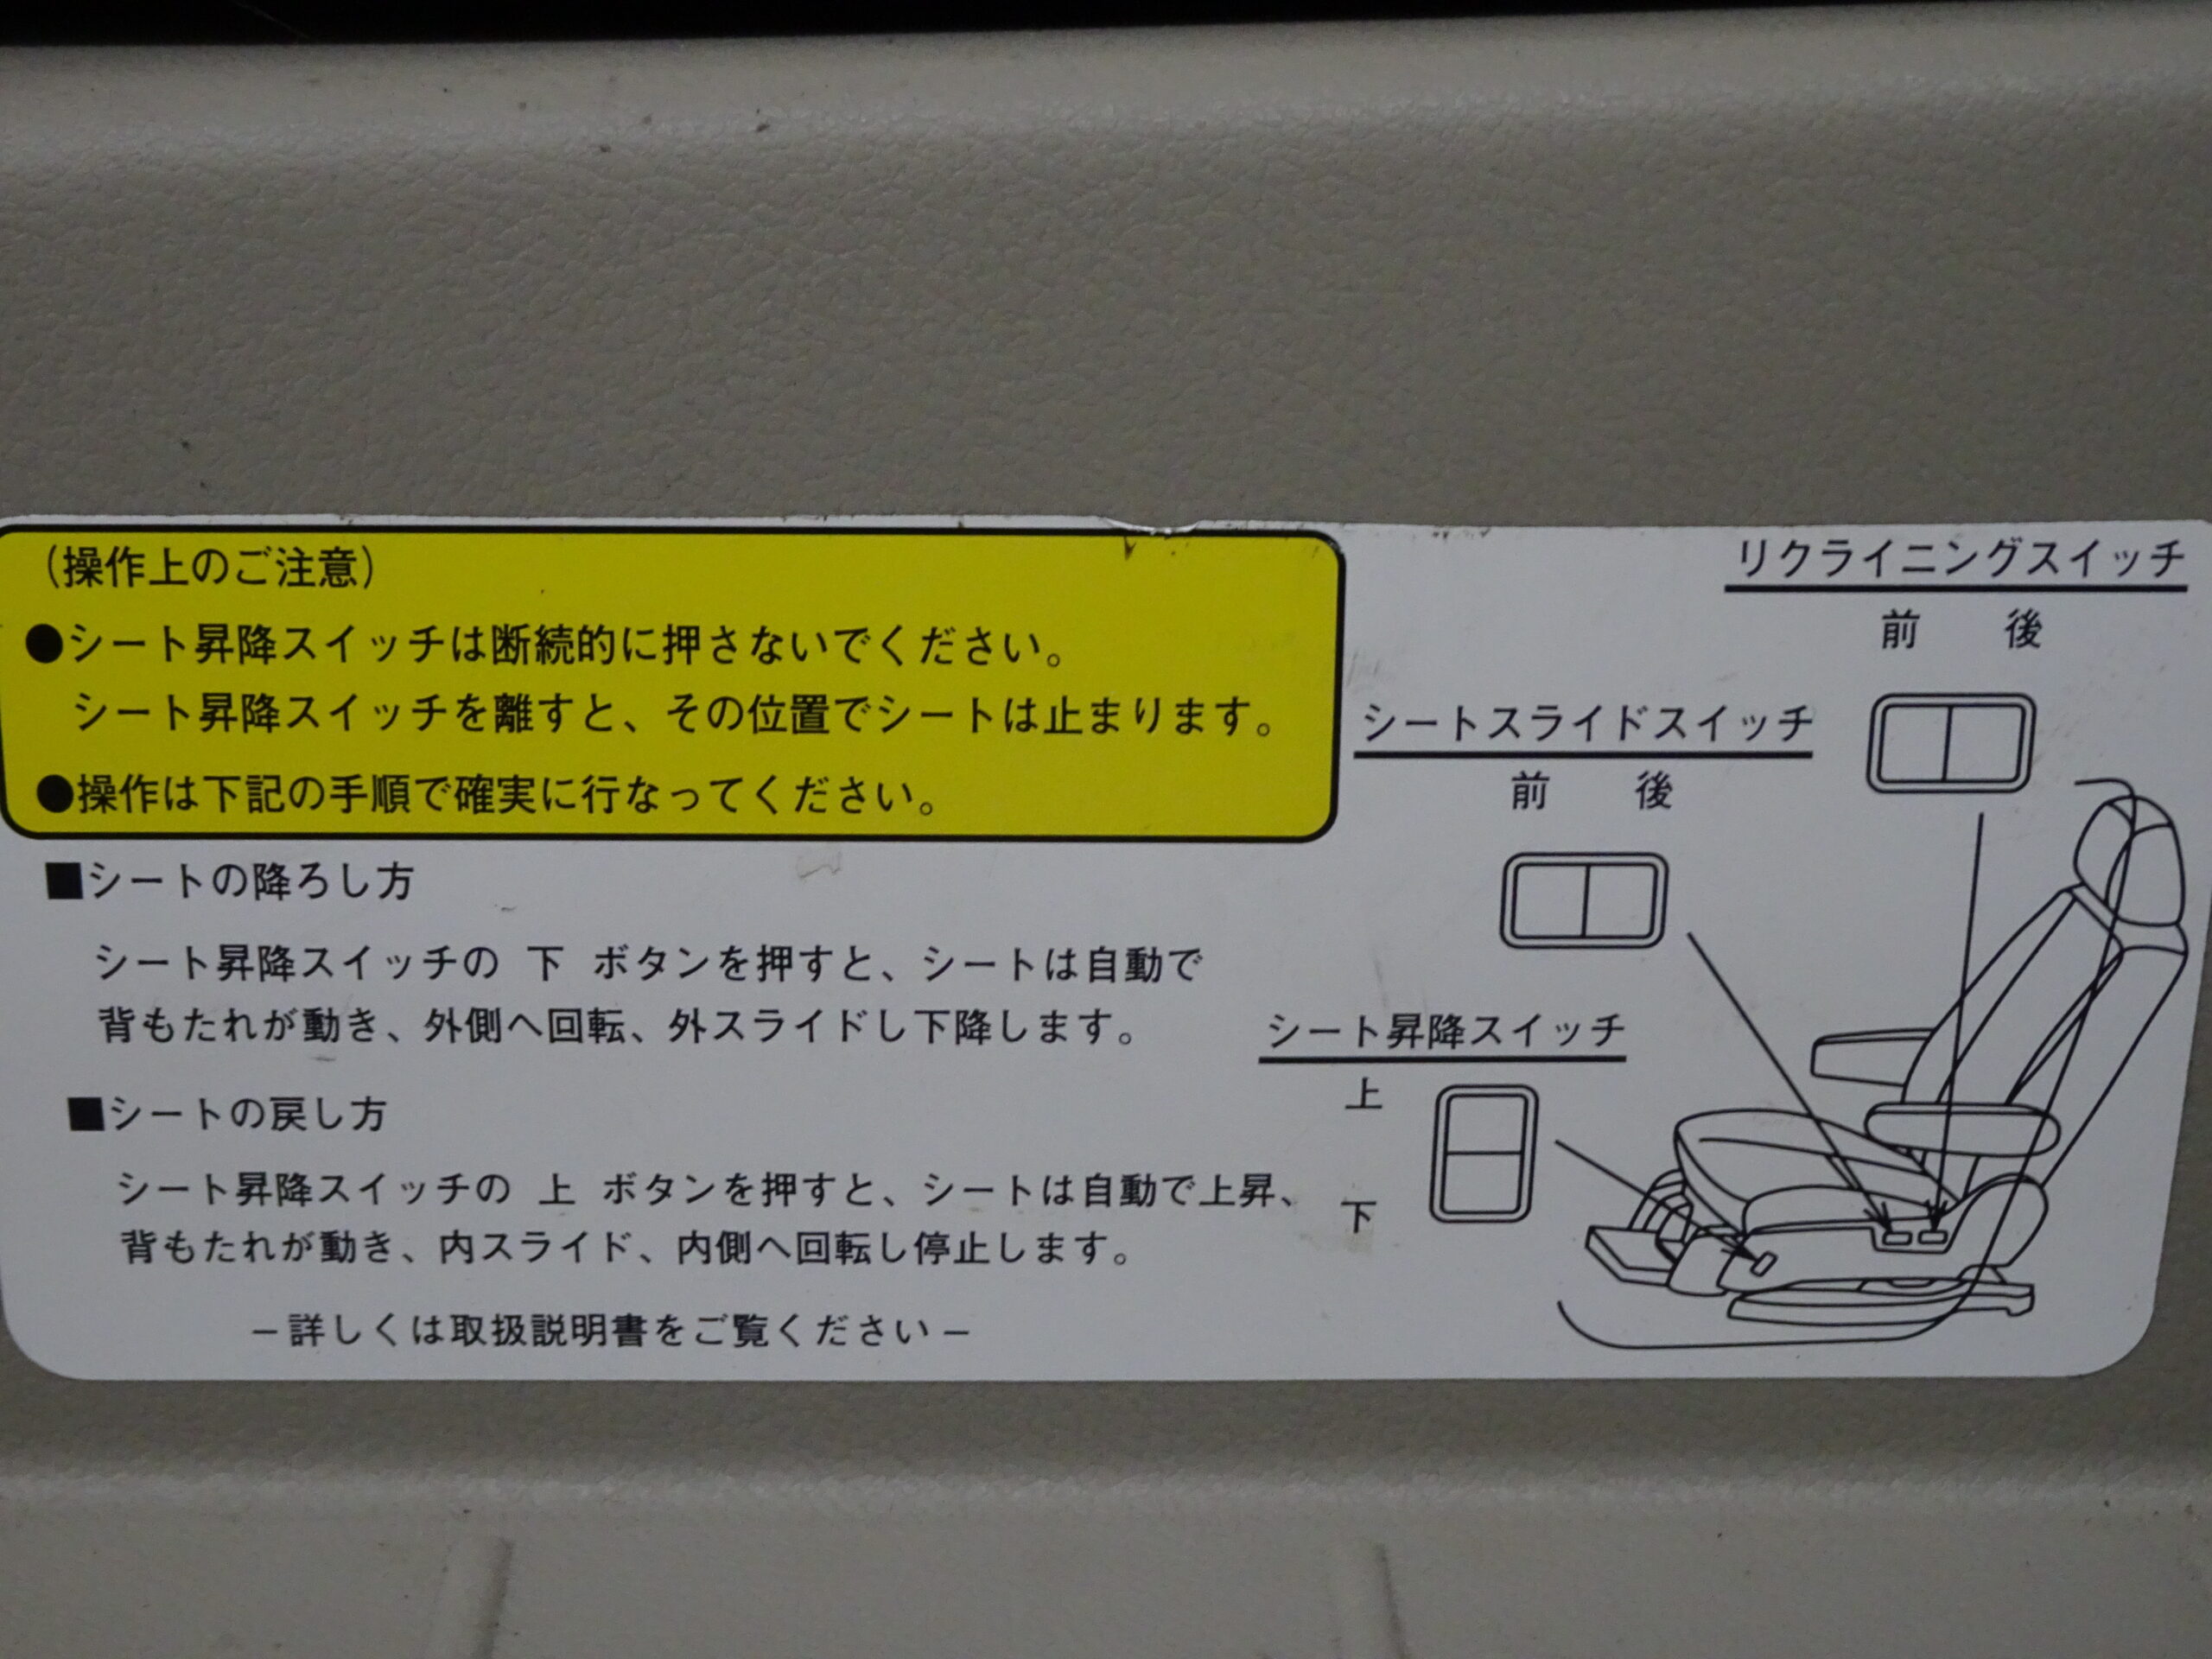 (操作上のご注意)
●シート昇降スイッチは断続的に押さないでください。
シート昇降スイッチを離すと、その位置でシートは止まります。
●操作は下記の手順で確実に行なってください。
■シートの降ろし方
シート昇降スイッチの 下 ボタンを押すと、シートは自動で
背もたれが動き、外側へ回転、外スライドし下降します。
■シートの戻し方
シート昇降スイッチの 上 ボタンを押すと、シートは自動で上昇、
背もたれが動き、内スライド、内側へ回転し停止します。
－詳しくは取扱説明書をご覧ください－
リクライニングスイッチ
前 後
シートスライドスイッチ
前 後
シート昇降スイッチ
上
下